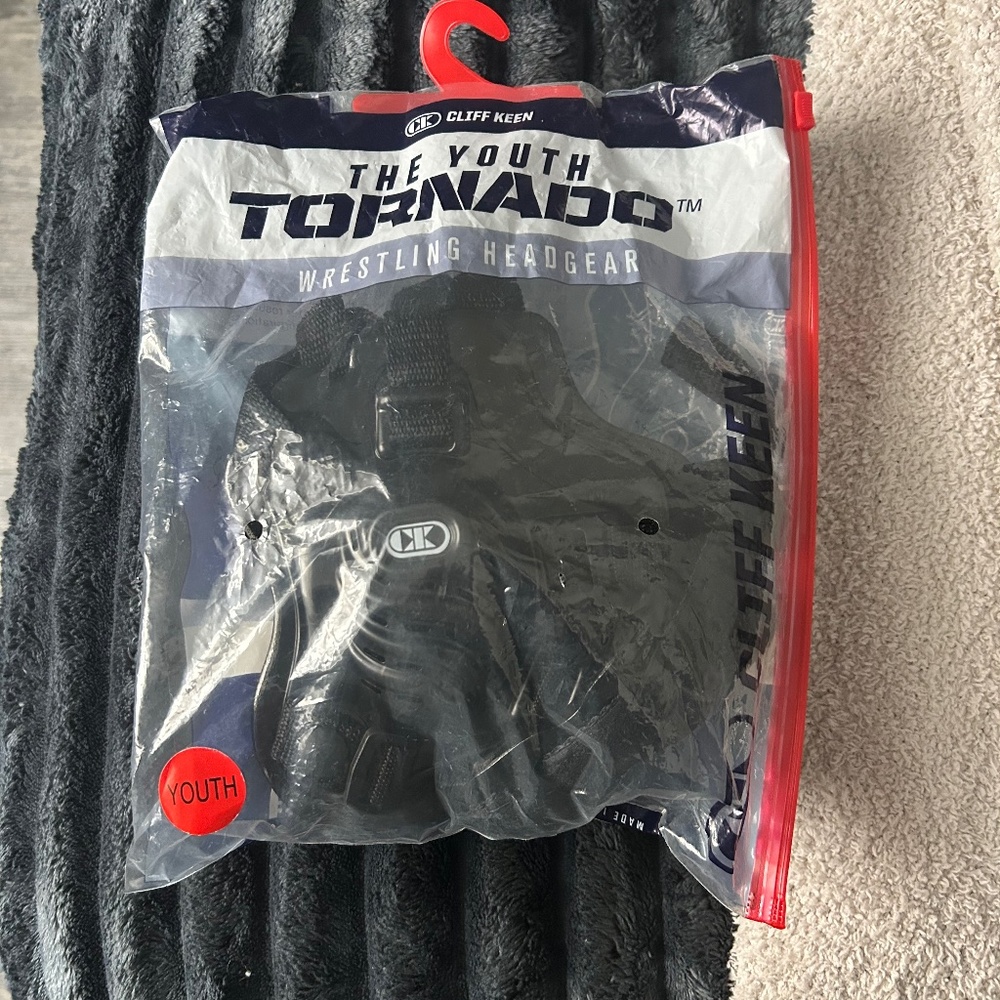 CK CLIFF KEEN
THE YOUTH
TORNADO™
WRESTLING HEADGEAR
CLIFF KEEN
CK
YOUTH
MADE